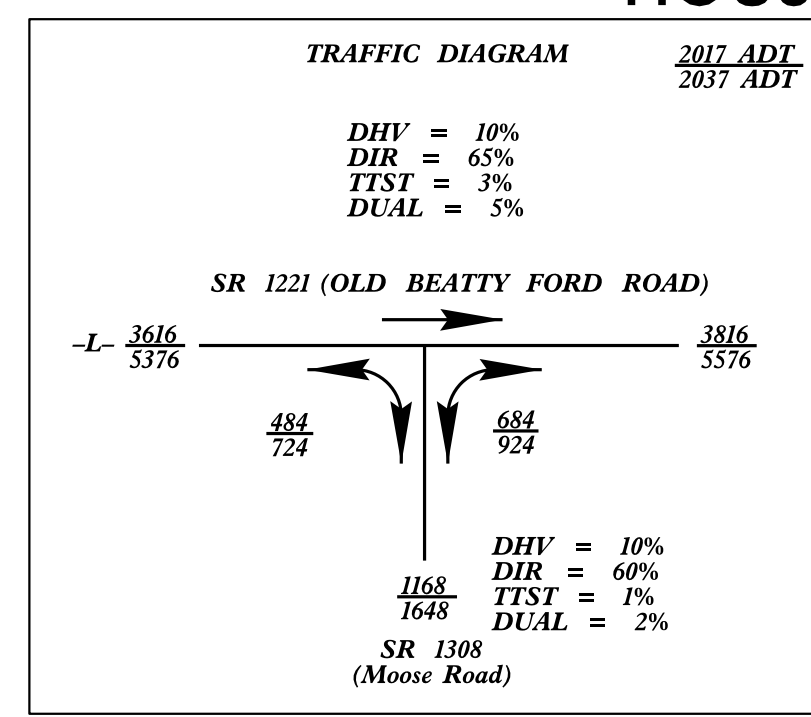 TRAFFIC DIAGRAM
2017 ADT
2037 ADT
DHV = 10%
DIR = 65%
TTST = 3%
DUAL = 5%
SR 1221 (OLD BEATTY FORD ROAD)
-L- 3616
5376
3816
5576
484
724
684
924
DHV = 10%
DIR = 60%
TTST = 1%
DUAL = 2%
1168
1648
SR 1308
(Moose Road)